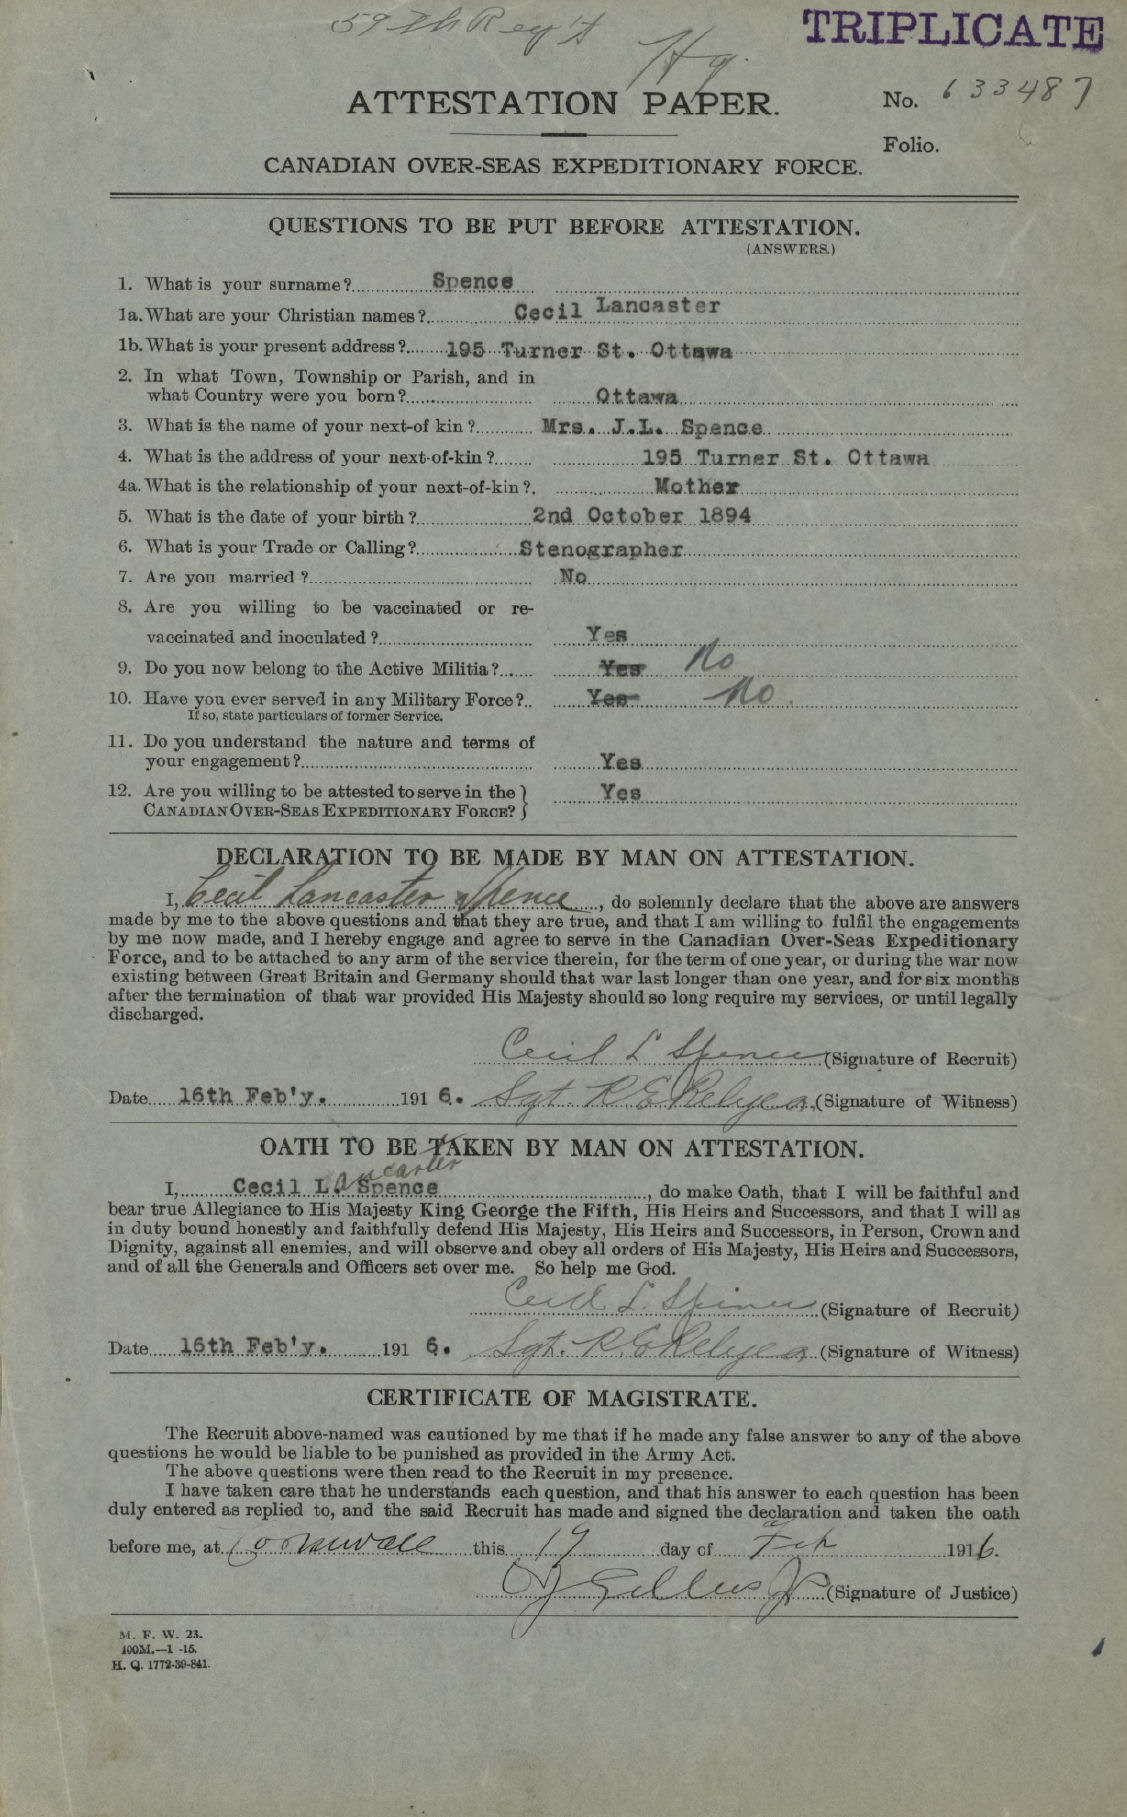 59th Reg't
Hq.
TRIPLICATE
ATTESTATION PAPER.
No. 633487
Folio.
CANADIAN OVER-SEAS EXPEDITIONARY FORCE.
QUESTIONS TO BE PUT BEFORE ATTESTATION.
(ANSWERS.)
1. What is your surname? Spence
1a. What are your Christian names? Cecil Lancaster
1b. What is your present address? 195 Turner St. Ottawa
2. In what Town, Township or Parish, and in
what Country were you born? Ottawa
3. What is the name of your next-of kin? Mrs. J.L. Spence
4. What is the address of your next-of-kin? 195 Turner St. Ottawa
4a. What is the relationship of your next-of-kin? Mother
5. What is the date of your birth? 2nd October 1894
6. What is your Trade or Calling? Stenographer
7. Are you married? No
8. Are you willing to be vaccinated or re-
vaccinated and inoculated? Yes
9. Do you now belong to the Active Militia? Yes No
10. Have you ever served in any Military Force? Yes No.
If so, state particulars of former Service.
11. Do you understand the nature and terms of
your engagement? Yes
12. Are you willing to be attested to serve in the } Yes
CANADIAN OVER-SEAS EXPEDITIONARY FORCE?
DECLARATION TO BE MADE BY MAN ON ATTESTATION.
I, Cecil Lancaster Spence, do solemnly declare that the above are answers
made by me to the above questions and that they are true, and that I am willing to fulfil the engagements
by me now made, and I hereby engage and agree to serve in the Canadian Over-Seas Expeditionary
Force, and to be attached to any arm of the service therein, for the term of one year, or during the war now
existing between Great Britain and Germany should that war last longer than one year, and for six months
after the termination of that war provided His Majesty should so long require my services, or until legally
discharged.
Cecil L Spence (Signature of Recruit)
Date 16th Feb'y. 191 6. Sgt. R E Relyea. (Signature of Witness)
OATH TO BE TAKEN BY MAN ON ATTESTATION.
ancaster
I, Cecil L. Spence, do make Oath, that I will be faithful and
bear true Allegiance to His Majesty King George the Fifth, His Heirs and Successors, and that I will as
in duty bound honestly and faithfully defend His Majesty, His Heirs and Successors, in Person, Crown and
Dignity, against all enemies, and will observe and obey all orders of His Majesty, His Heirs and Successors,
and of all the Generals and Officers set over me. So help me God.
Cecil L. Spence (Signature of Recruit)
Date 16th Feb'y. 191 6. Sgt. R E Relyea (Signature of Witness)
CERTIFICATE OF MAGISTRATE.
The Recruit above-named was cautioned by me that if he made any false answer to any of the above
questions he would be liable to be punished as provided in the Army Act.
The above questions were then read to the Recruit in my presence.
I have taken care that he understands each question, and that his answer to each question has been
duly entered as replied to, and the said Recruit has made and signed the declaration and taken the oath
before me, at Cornwall this 19 day of Feb 1916.
(Signature of Justice)
M. F. W. 23.
400M.—1 -15.
H. Q. 1772-39-841.